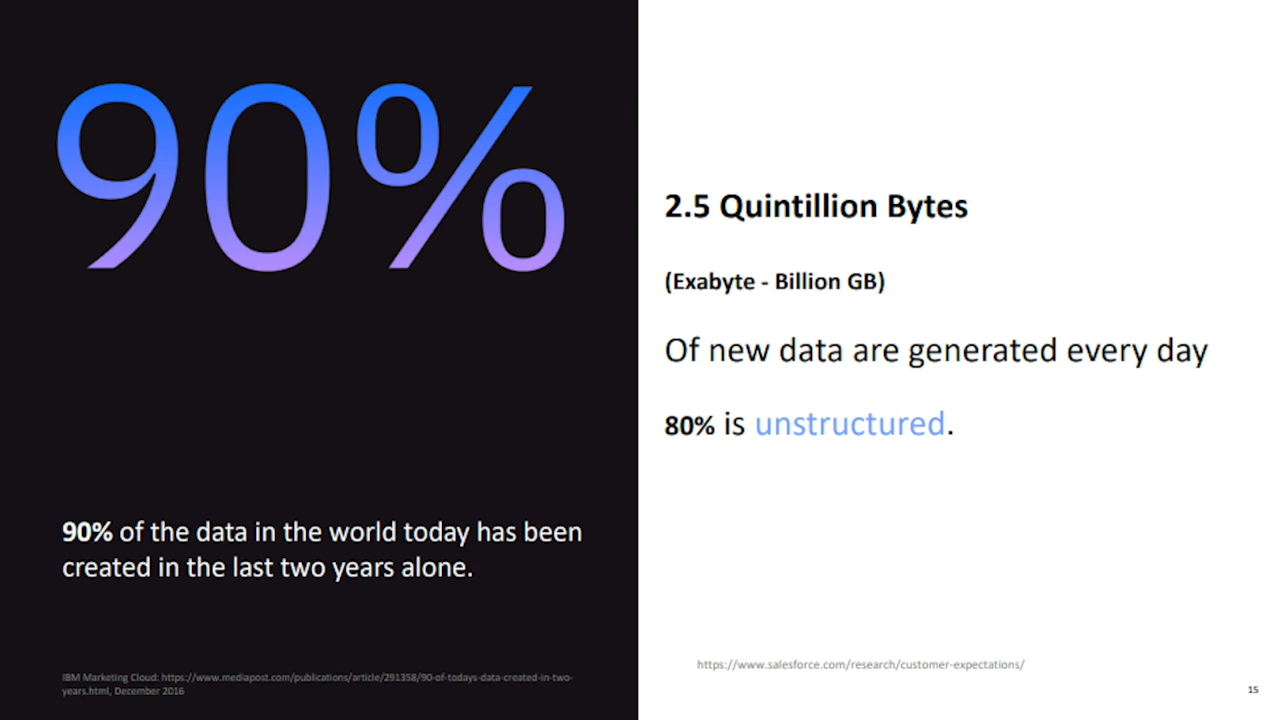 90%
90% of the data in the world today has been
created in the last two years alone.
IBM Marketing Cloud: https://www.mediapost.com/publications/article/291358/90-of-todays-data-created-in-two-
years.html, December 2016
2.5 Quintillion Bytes
(Exabyte - Billion GB)
Of new data are generated every day
80% is unstructured.
https://www.salesforce.com/research/customer-expectations/
15